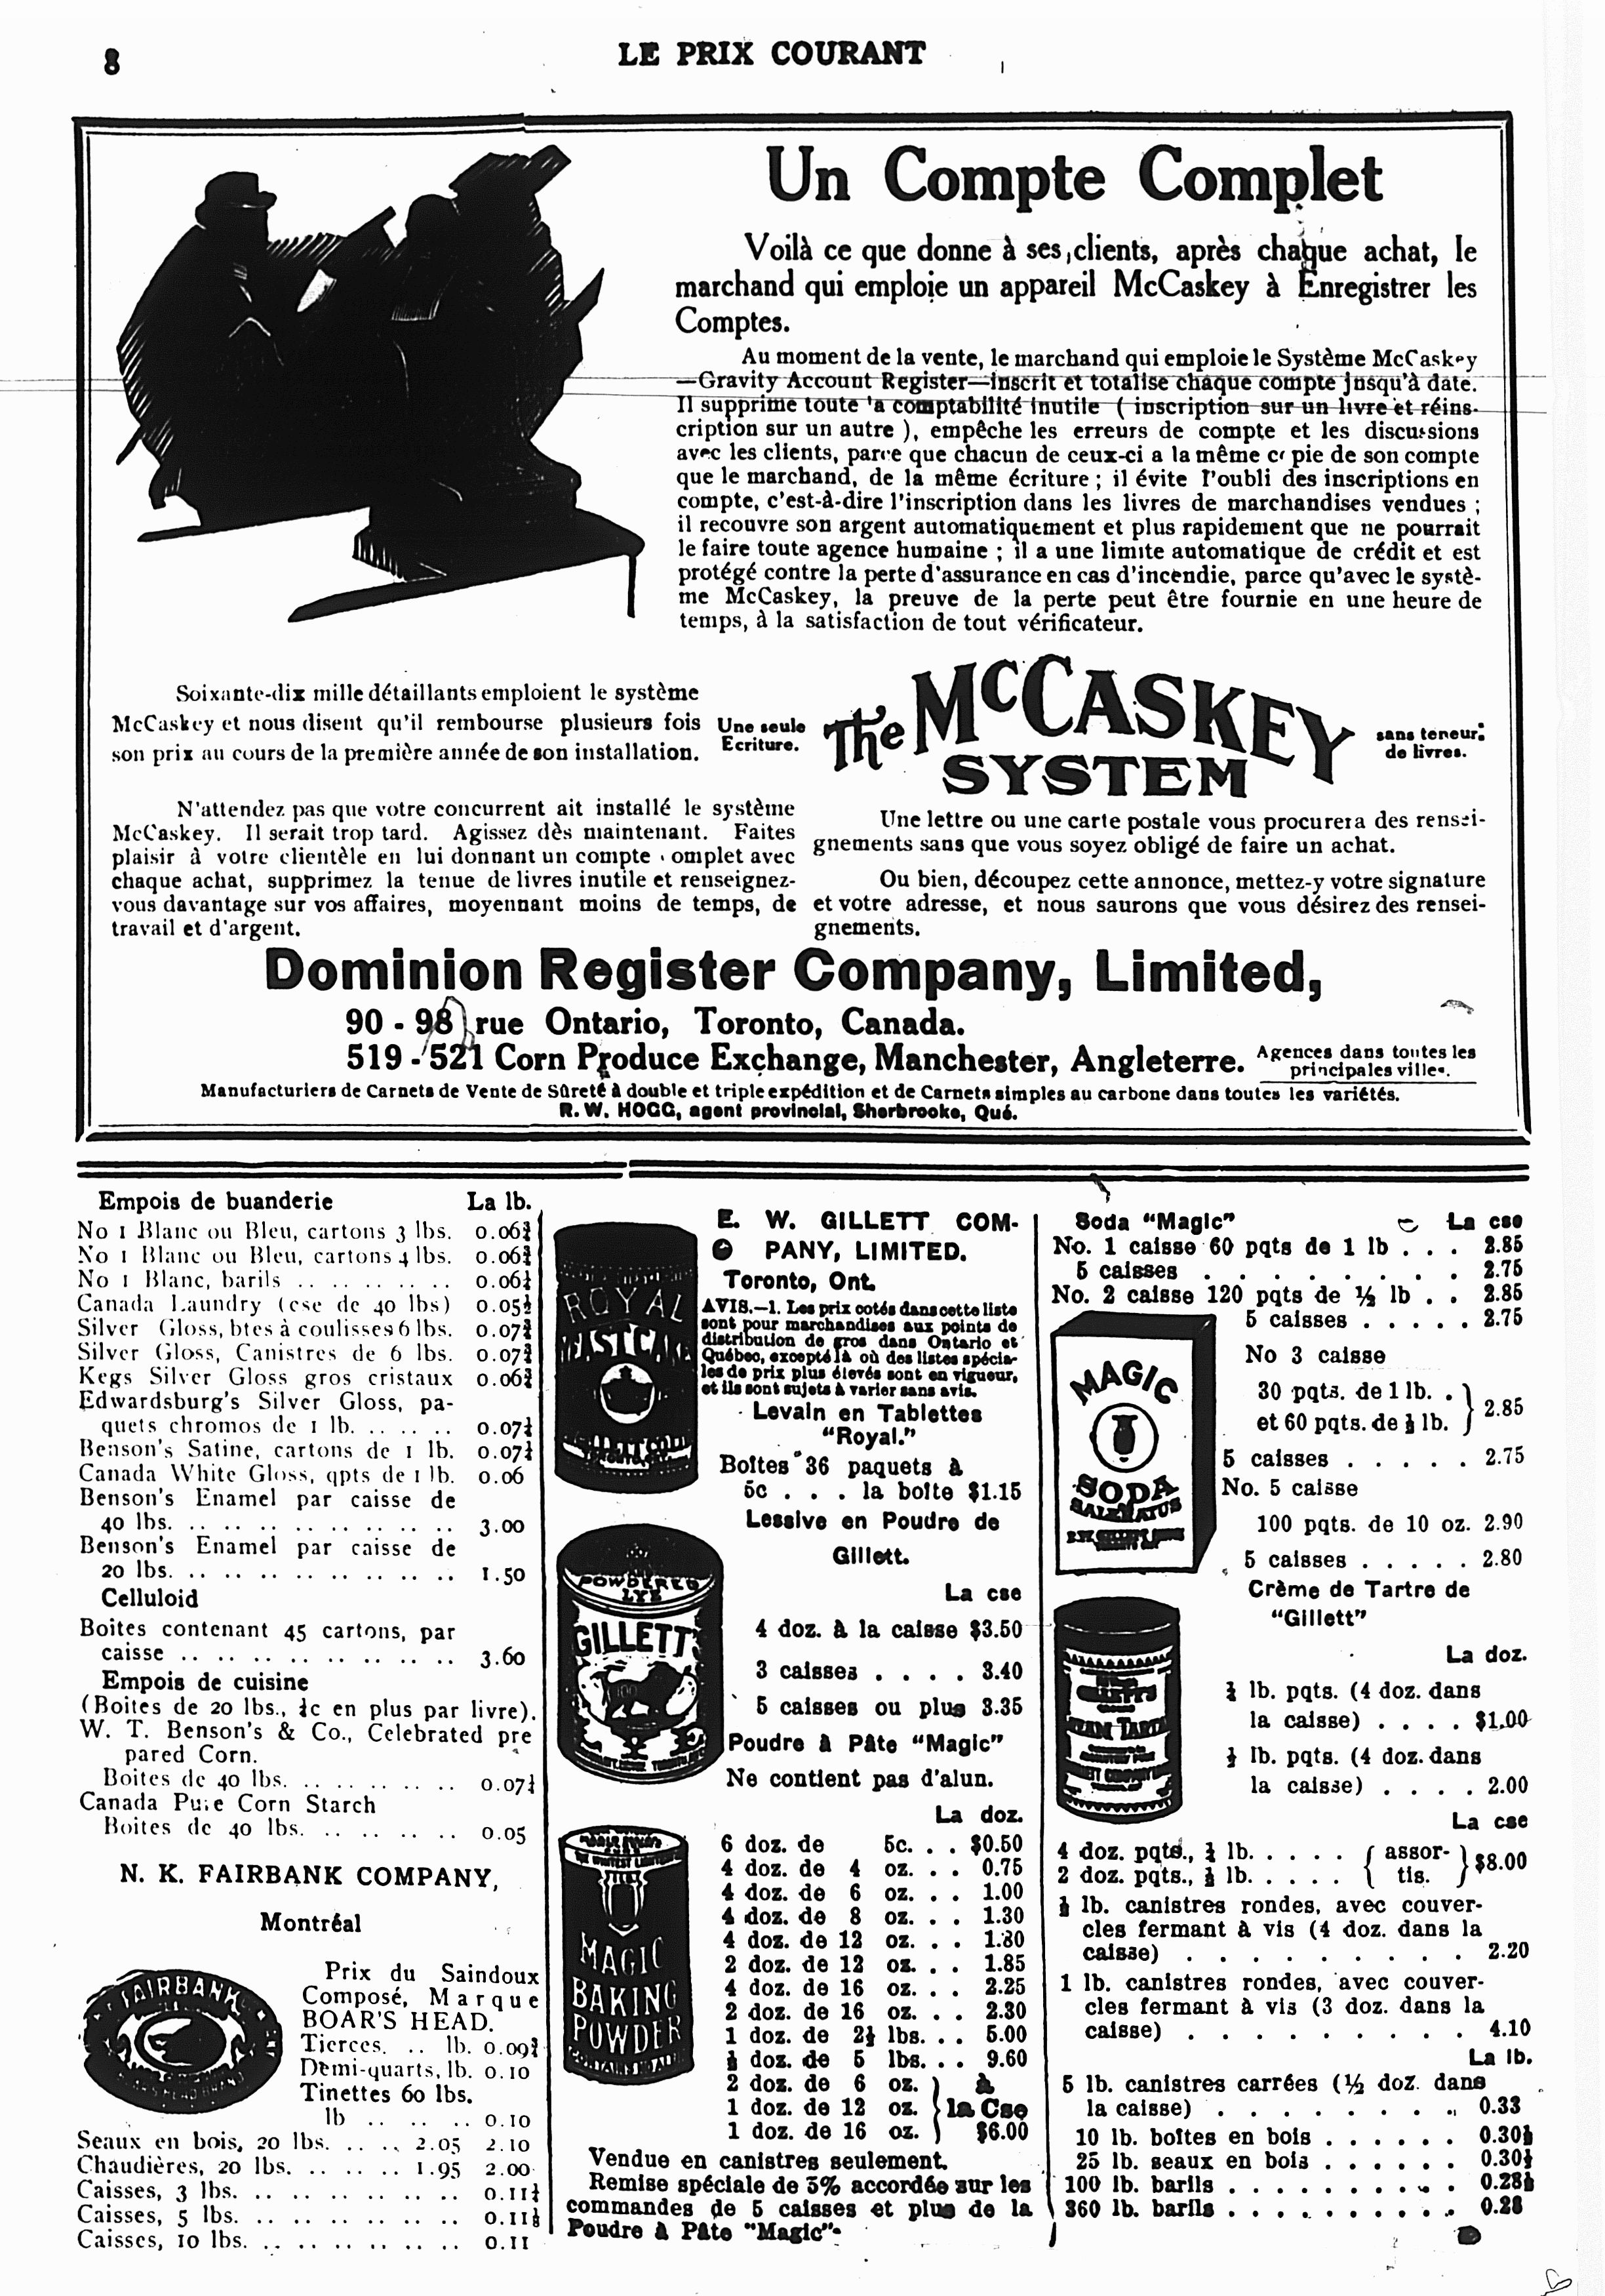 8
LE PRIX COURANT
Un Compte Complet
Voilà ce que donne à ses clients, après chaque achat, le
marchand qui emploie un appareil McCaskey à Enregistrer les
Comptes.
Au moment de la vente, le marchand qui emploie le Système McCaskey
—Gravity Account Register—inscrit et totalise chaque compte jusqu'à date.
Il supprime toute la comptabilité inutile ( inscription sur un livre et réins-
cription sur un autre ), empêche les erreurs de compte et les discussions
avec les clients, parce que chacun de ceux-ci a la même copie de son compte
que le marchand, de la même écriture ; il évite l'oubli des inscriptions en
compte, c'est-à-dire l'inscription dans les livres de marchandises vendues ;
il recouvre son argent automatiquement et plus rapidement que ne pourrait
le faire toute agence humaine ; il a une limite automatique de crédit et est
protégé contre la perte d'assurance en cas d'incendie, parce qu'avec le systè-
me McCaskey, la preuve de la perte peut être fournie en une heure de
temps, à la satisfaction de tout vérificateur.
Soixante-dix mille détaillants emploient le système
McCaskey et nous disent qu'il rembourse plusieurs fois
son prix au cours de la première année de son installation.
Une seule
Ecriture.
The McCASKEY
SYSTEM
sans teneur
de livres.
N'attendez pas que votre concurrent ait installé le système
McCaskey. Il serait trop tard. Agissez dès maintenant. Faites
plaisir à votre clientèle en lui donnant un compte complet avec
chaque achat, supprimez la tenue de livres inutile et renseignez-
vous davantage sur vos affaires, moyennant moins de temps, de
travail et d'argent.
Une lettre ou une carte postale vous procurera des rensei-
gnements sans que vous soyez obligé de faire un achat.
Ou bien, découpez cette annonce, mettez-y votre signature
et votre adresse, et nous saurons que vous désirez des rensei-
gnements.
Dominion Register Company, Limited,
90 - 98 rue Ontario, Toronto, Canada.
519 - 521 Corn Produce Exchange, Manchester, Angleterre.
Agences dans toutes les
principales villes.
Manufacturiers de Carnets de Vente de Sûreté à double et triple expédition et de Carnets simples au carbone dans toutes les variétés.
R. W. HOGG, agent provincial, Sherbrooke, Qué.
Empois de buanderie La lb.
No 1 Blanc ou Bleu, cartons 3 lbs. 0.06¾
No 1 Blanc ou Bleu, cartons 4 lbs. 0.06¾
No 1 Blanc, barils .. .. .. .. .. 0.06¼
Canada Laundry (cse de 40 lbs) 0.05½
Silver Gloss, btes à coulisses 6 lbs. 0.07¾
Silver Gloss, Canistres de 6 lbs. 0.07¾
Kegs Silver Gloss gros cristaux 0.06¾
Edwardsburg's Silver Gloss, pa-
quets chromos de 1 lb. .. .. .. 0.07¼
Benson's Satine, cartons de 1 lb. 0.07¼
Canada White Gloss, qpts de 1 lb. 0.06
Benson's Enamel par caisse de
40 lbs. .. .. .. .. .. .. .. 3.00
Benson's Enamel par caisse de
20 lbs. .. .. .. .. .. .. .. 1.50
Celluloid
Boites contenant 45 cartons, par
caisse .. .. .. .. .. .. .. 3.60
Empois de cuisine
(Boites de 20 lbs., ¼c en plus par livre).
W. T. Benson's & Co., Celebrated pre
pared Corn.
Boites de 40 lbs. .. .. .. .. 0.07¼
Canada Pure Corn Starch
Boites de 40 lbs. .. .. .. .. 0.05
N. K. FAIRBANK COMPANY,
Montréal
FAIRBANK'S
Prix du Saindoux
Composé, Marque
BOAR'S HEAD.
Tierces. .. lb. 0.09¾
Demi-quarts, lb. 0.10
Tinettes 60 lbs.
lb .. .. .. 0.10
Seaux en bois, 20 lbs. .. .. 2.05 2.10
Chaudières, 20 lbs. .. .. .. 1.95 2.00
Caisses, 3 lbs. .. .. .. .. .. 0.11¼
Caisses, 5 lbs. .. .. .. .. .. 0.11⅛
Caisses, 10 lbs. .. .. .. .. .. 0.11
ROYAL
YEAST CAKE
E. W. GILLETT COM-
PANY, LIMITED.
Toronto, Ont.
AVIS.—1. Les prix cotés dans cette liste
sont pour marchandises aux points de
distribution de gros dans Ontario et
Québec, excepté là où des listes spécia-
les de prix plus élevés sont en vigueur,
et ils sont sujets à varier sans avis.
Levain en Tablettes
"Royal."
Boîtes 36 paquets à
5c . . . la boîte $1.15
POWDERED
LYE
GILLETT'S
100
Lessive en Poudre de
Gillett.
La cse
4 doz. à la caisse $3.50
3 caisses . . . . 3.40
5 caisses ou plus 3.35
Poudre à Pâte "Magic"
Ne contient pas d'alun.
La doz.
MAGIC
BAKING
POWDER
6 doz. de 5c. . . $0.50
4 doz. de 4 oz. . . 0.75
4 doz. de 6 oz. . . 1.00
4 doz. de 8 oz. . . 1.30
4 doz. de 12 oz. . . 1.80
2 doz. de 12 oz. . . 1.85
4 doz. de 16 oz. . . 2.25
2 doz. de 16 oz. . . 2.30
1 doz. de 2½ lbs. . . 5.00
½ doz. de 5 lbs. . . 9.60
2 doz. de 6 oz. } à
1 doz. de 12 oz. } la Cse
1 doz. de 16 oz. } $6.00
Vendue en canistres seulement.
Remise spéciale de 5% accordée sur les
commandes de 5 caisses et plus de la
Poudre à Pâte "Magic"
Soda "Magic" La cse
No. 1 caisse 60 pqts de 1 lb . . . 2.85
5 caisses . . . . . . . . . 2.75
No. 2 caisse 120 pqts de ½ lb . . 2.85
5 caisses . . . . . 2.75
MAGIC
SODA
SALERATUS
No 3 caisse
30 pqts. de 1 lb. . }
et 60 pqts. de ½ lb. } 2.85
5 caisses . . . . . 2.75
No. 5 caisse
100 pqts. de 10 oz. 2.90
5 caisses . . . . . 2.80
Crème de Tartre de
"Gillett"
La doz.
GILLETT'S
CREAM TARTAR
¼ lb. pqts. (4 doz. dans
la caisse) . . . . $1.00
½ lb. pqts. (4 doz. dans
la caisse) . . . . 2.00
La cse
4 doz. pqts., ¼ lb. . . . . { assor- }
2 doz. pqts., ½ lb. . . . . { tis. } $8.00
½ lb. canistres rondes, avec couver-
cles fermant à vis (4 doz. dans la
caisse) . . . . . . . . . 2.20
1 lb. canistres rondes, avec couver-
cles fermant à vis (3 doz. dans la
caisse) . . . . . . . . . 4.10
La lb.
5 lb. canistres carrées (½ doz. dans
la caisse) . . . . . . . . . 0.33
10 lb. boîtes en bois . . . . . . 0.30½
25 lb. seaux en bois . . . . . . 0.30½
100 lb. barils . . . . . . . . . 0.28½
360 lb. barils . . . . . . . . . 0.28